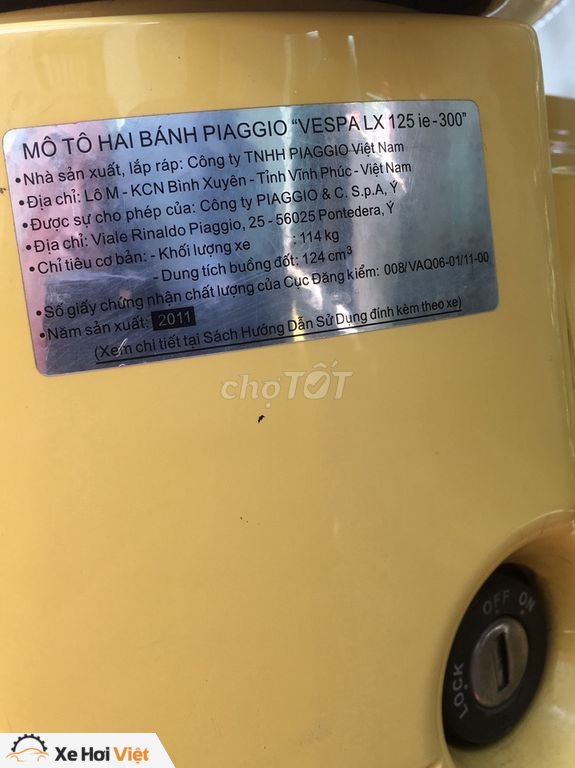 MÔ TÔ HAI BÁNH PIAGGIO "VESPA LX 125 ie-300"
•Nhà sản xuất, lắp ráp: Công ty TNHH PIAGGIO Việt Nam
•Địa chỉ: Lô M - KCN Bình Xuyên - Tỉnh Vĩnh Phúc - Việt Nam
•Được sự cho phép của: Công ty PIAGGIO & C. S.p.A, Ý
•Địa chỉ: Viale Rinaldo Piaggio, 25 - 56025 Pontedera, Ý
•Chỉ tiêu cơ bản: - Khối lượng xe : 114 kg
- Dung tích buồng đốt: 124 cm³
•Số giấy chứng nhận chất lượng của Cục Đăng kiểm: 008/VAQ06-01/11-00
•Năm sản xuất: 2011
(Xem chi tiết tại Sách Hướng Dẫn Sử Dụng đính kèm theo xe)
chợTỐT
OFF ON
LOCK
Xe Hơi Việt